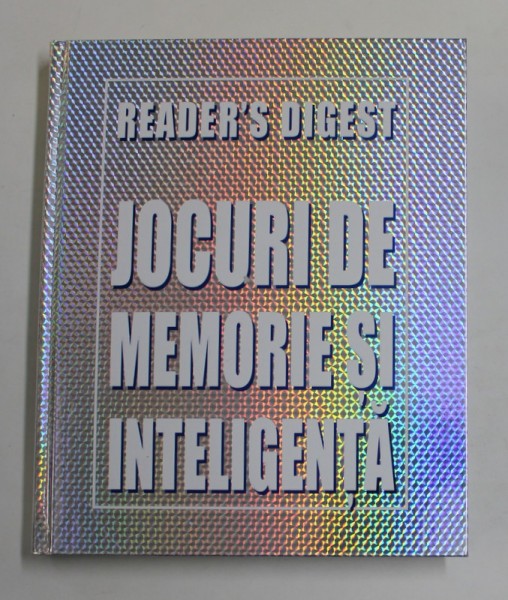 READER'S DIGEST
JOCURI DE
MEMORIE ȘI
INTELIGENȚĂ